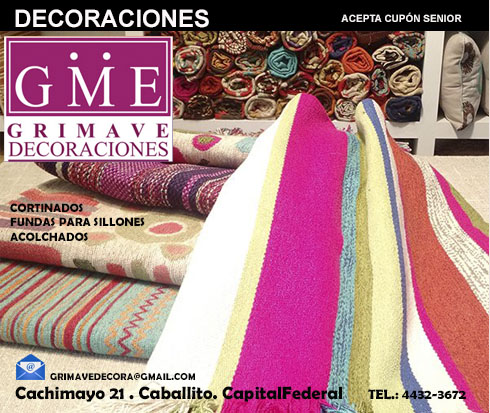 DECORACIONES
ACEPTA CUPÓN SENIOR
GME
GRIMAVE
DECORACIONES
CORTINADOS
FUNDAS PARA SILLONES
ACOLCHADOS
GRIMAVEDECORA@GMAIL.COM
Cachimayo 21 . Caballito. CapitalFederal TEL.: 4432-3672